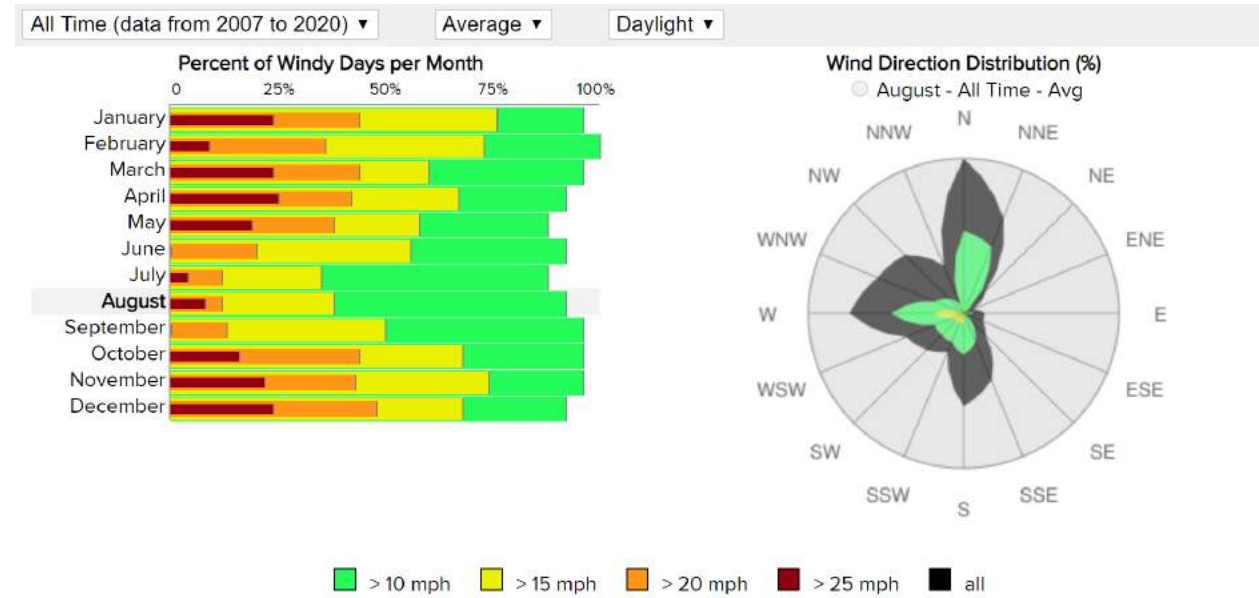 All Time (data from 2007 to 2020) ▼ Average ▼ Daylight ▼
Percent of Windy Days per Month
0 25% 50% 75% 100%
January
February
March
April
May
June
July
August
September
October
November
December
Wind Direction Distribution (%)
August - All Time - Avg
N
NNW NNE
NW NE
WNW ENE
W E
WSW ESE
SW SE
SSW SSE
S
> 10 mph > 15 mph > 20 mph > 25 mph all